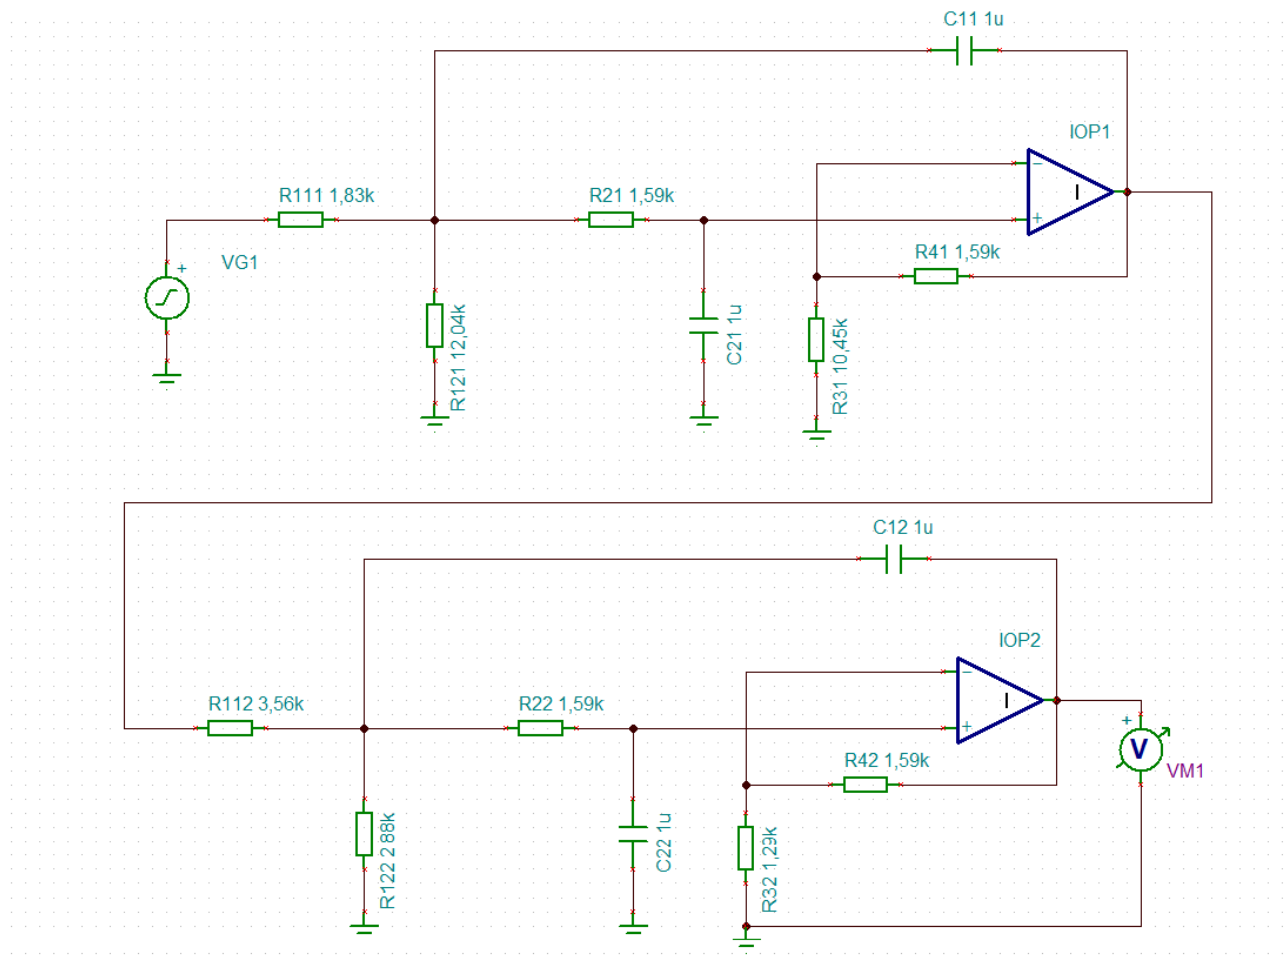 C11 1u
IOP1
R111 1,83k
R21 1,59k
VG1
+
−
+
R41 1,59k
R121 12,04k
C21 1u
R31 10,45k
C12 1u
IOP2
R112 3,56k
R22 1,59k
−
+
+
V
VM1
R42 1,59k
R122 2 88k
C22 1u
R32 1,29k